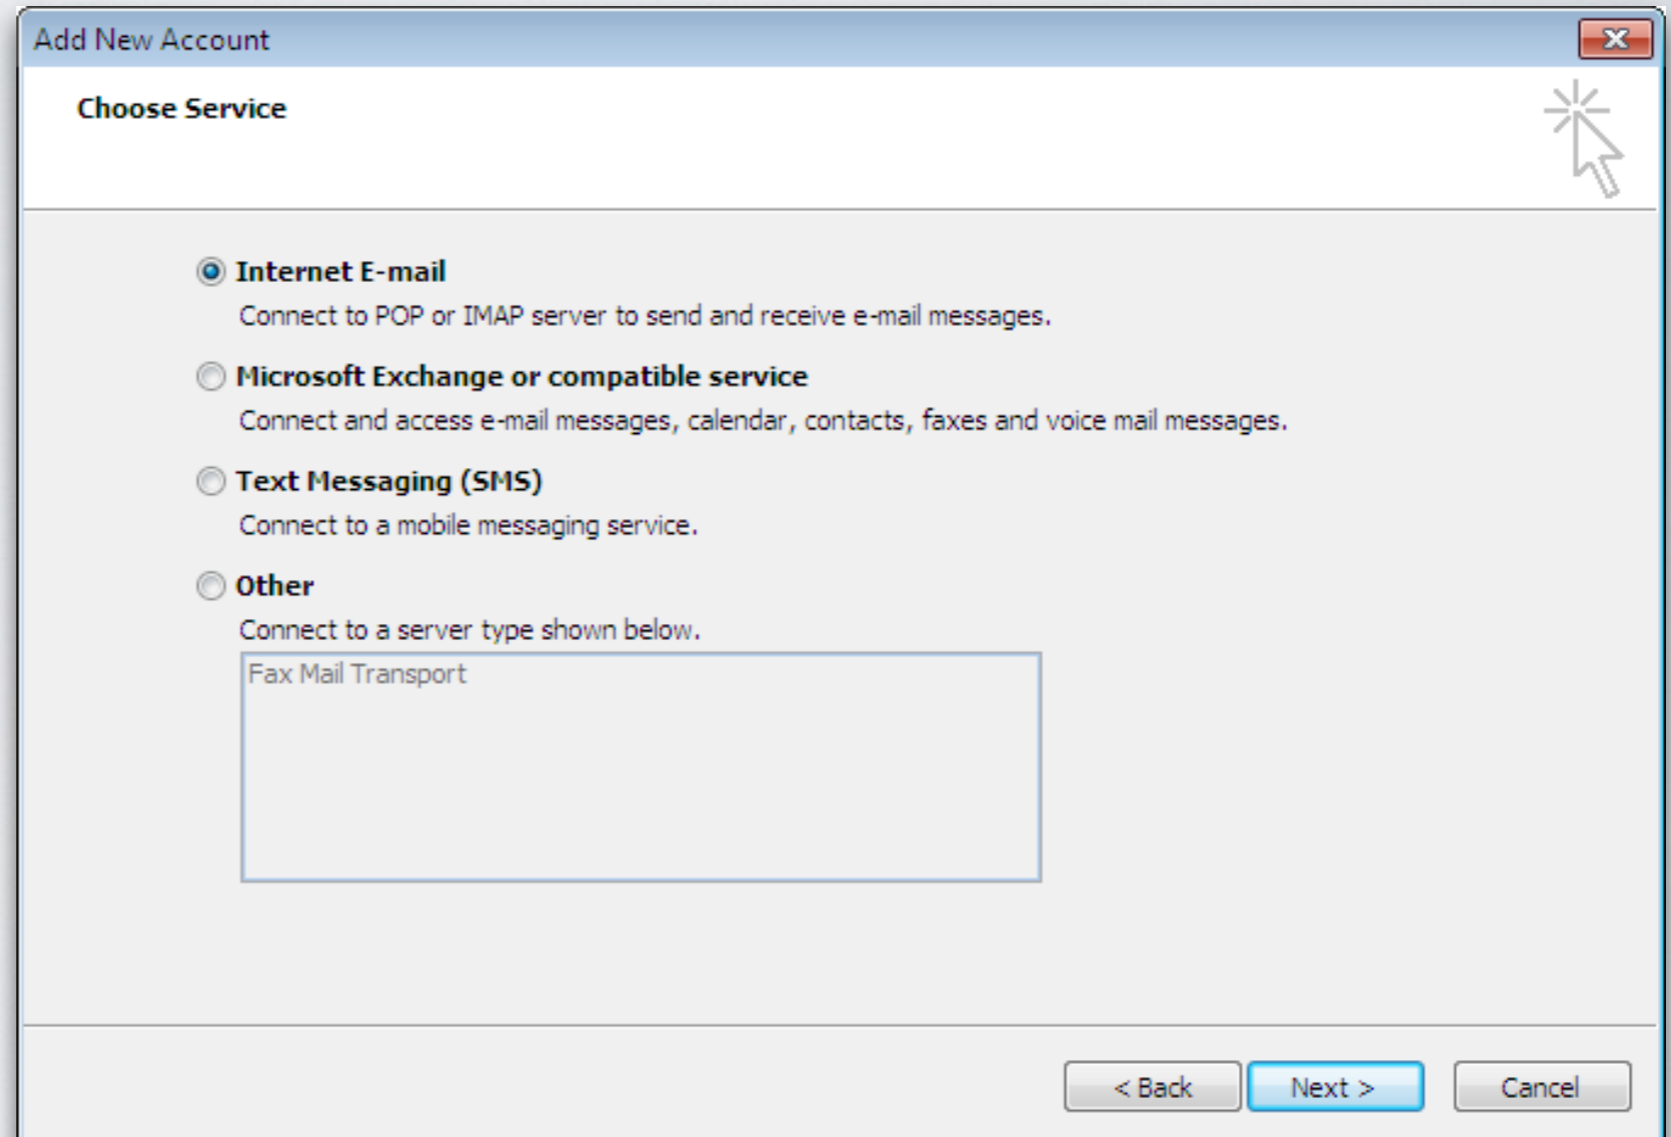 Add New Account
Choose Service
Internet E-mail
Connect to POP or IMAP server to send and receive e-mail messages.
Microsoft Exchange or compatible service
Connect and access e-mail messages, calendar, contacts, faxes and voice mail messages.
Text Messaging (SMS)
Connect to a mobile messaging service.
Other
Connect to a server type shown below.
Fax Mail Transport
< Back Next > Cancel